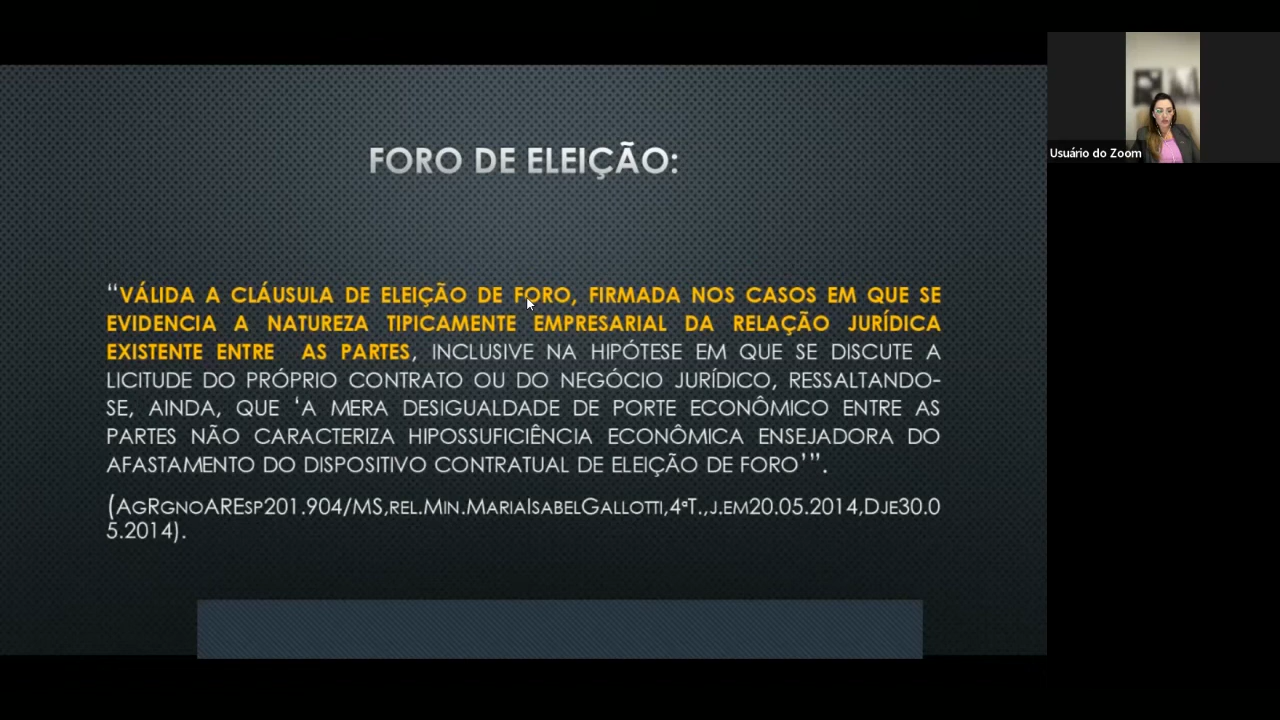 FORO DE ELEIÇÃO:
“VÁLIDA A CLÁUSULA DE ELEIÇÃO DE FORO, FIRMADA NOS CASOS EM QUE SE
EVIDENCIA A NATUREZA TIPICAMENTE EMPRESARIAL DA RELAÇÃO JURÍDICA
EXISTENTE ENTRE AS PARTES, INCLUSIVE NA HIPÓTESE EM QUE SE DISCUTE A
LICITUDE DO PRÓPRIO CONTRATO OU DO NEGÓCIO JURÍDICO, RESSALTANDO-
SE, AINDA, QUE ‘A MERA DESIGUALDADE DE PORTE ECONÔMICO ENTRE AS
PARTES NÃO CARACTERIZA HIPOSSUFICIÊNCIA ECONÔMICA ENSEJADORA DO
AFASTAMENTO DO DISPOSITIVO CONTRATUAL DE ELEIÇÃO DE FORO’”.
(AGRGNOARESP201.904/MS,REL.MIN.MARIAISABELGALLOTTI,4ªT.,J.EM20.05.2014,DJE30.0
5.2014).
Usuário do Zoom